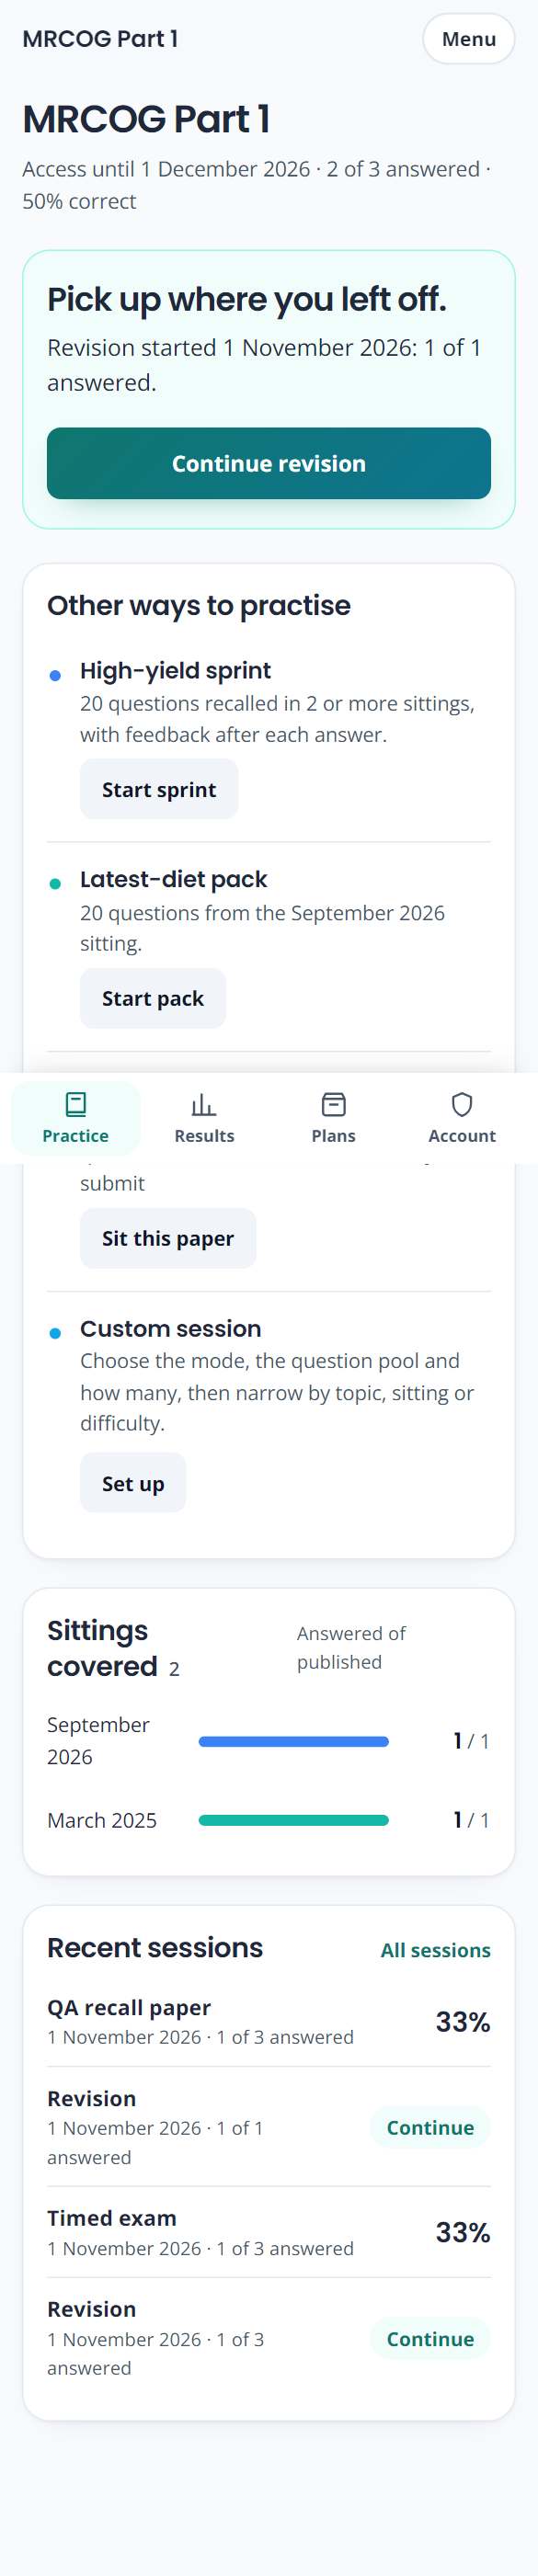 MRCOG Part 1
Menu
MRCOG Part 1
Access until 1 December 2026 · 2 of 3 answered ·
50% correct
Pick up where you left off.
Revision started 1 November 2026: 1 of 1
answered.
Continue revision
Other ways to practise
High-yield sprint
20 questions recalled in 2 or more sittings,
with feedback after each answer.
Start sprint
Latest-diet pack
20 questions from the September 2026
sitting.
Start pack
Practice
Results
Plans
Account
submit
Sit this paper
Custom session
Choose the mode, the question pool and
how many, then narrow by topic, sitting or
difficulty.
Set up
Sittings
covered 2
Answered of
published
September
2026
1 / 1
March 2025
1 / 1
Recent sessions
All sessions
QA recall paper
1 November 2026 · 1 of 3 answered
33%
Revision
1 November 2026 · 1 of 1
answered
Continue
Timed exam
1 November 2026 · 1 of 3 answered
33%
Revision
1 November 2026 · 1 of 3
answered
Continue